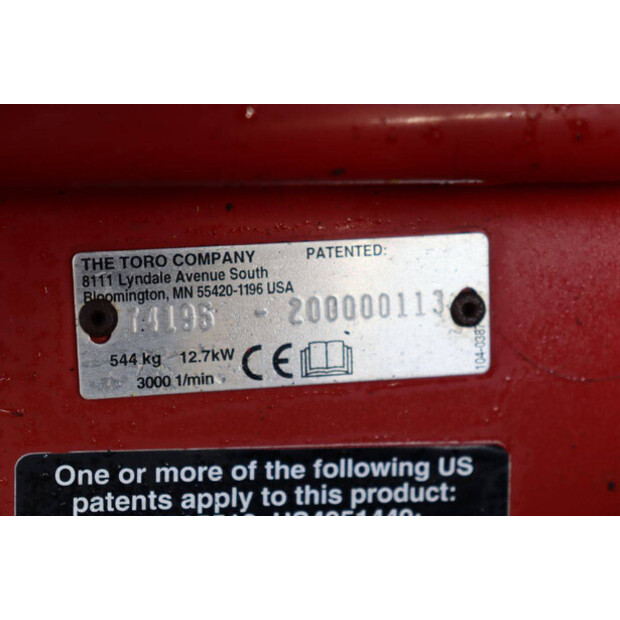 THE TORO COMPANY PATENTED:
8111 Lyndale Avenue South
Bloomington, MN 55420-1196 USA
74196 - 200000113
544 kg 12.7kW CE
3000 1/min
One or more of the following US
patents apply to this product: